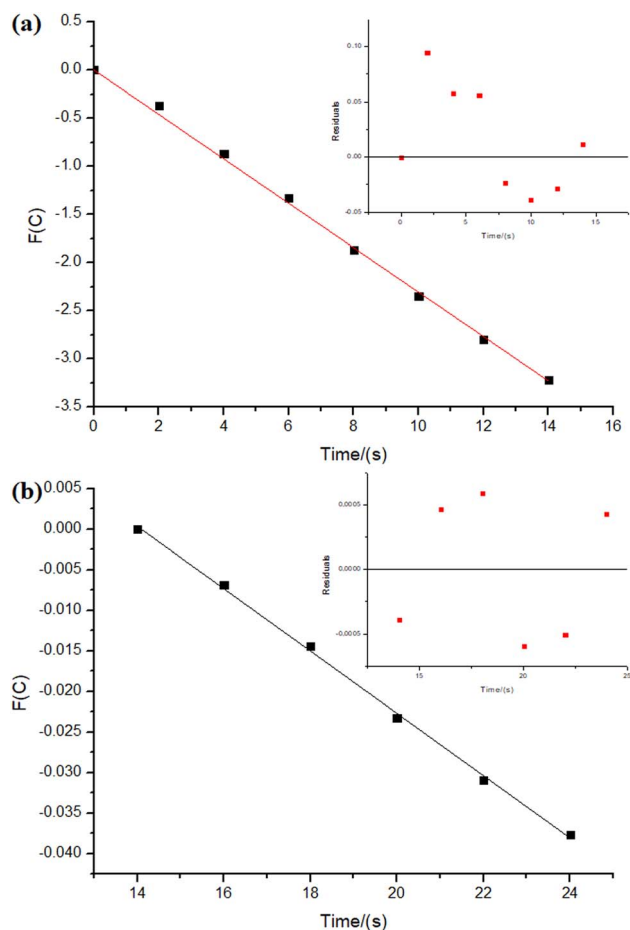 (a)
0.5
0.0
-0.5
-1.0
-1.5
-2.0
-2.5
-3.0
-3.5
F(C)
0 2 4 6 8 10 12 14 16
Time/(s)
0.10
0.05
0.00
-0.05
Residuals
0 5 10 15
Time/(s)
(b)
0.005
0.000
-0.005
-0.010
-0.015
-0.020
-0.025
-0.030
-0.035
-0.040
F(C)
14 16 18 20 22 24
Time/(s)
0.0005
0.0000
-0.0005
Residuals
15 20 25
Time/(s)